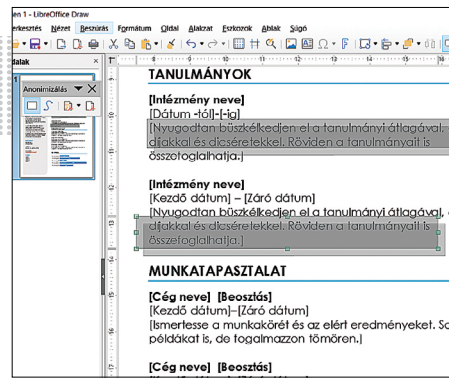 en 1 - LibreOffice Draw
erkesztés Nézet Beszúrás Formátum Oldal Alakzat Eszközök Ablak Súgó
dalak
Anonimizálás
TANULMÁNYOK
[Intézmény neve]
[Dátum -tól]-[-ig]
[Nyugodtan büszkélkedjen el a tanulmányi átlagával,
díjakkal és dicséretekkel. Röviden a tanulmányait is
összefoglalhatja.]
[Intézmény neve]
[Kezdő dátum] – [Záró dátum]
[Nyugodtan büszkélkedjen el a tanulmányi átlagával,
díjakkal és dicséretekkel. Röviden a tanulmányait is
összefoglalhatja.]
MUNKATAPASZTALAT
[Cég neve] [Beosztás]
[Kezdő dátum]–[Záró dátum]
[Ismertesse a munkakörét és az elért eredményeket. So
példákat is, de fogalmazzon tömören.]
[Cég neve] [Beosztás]